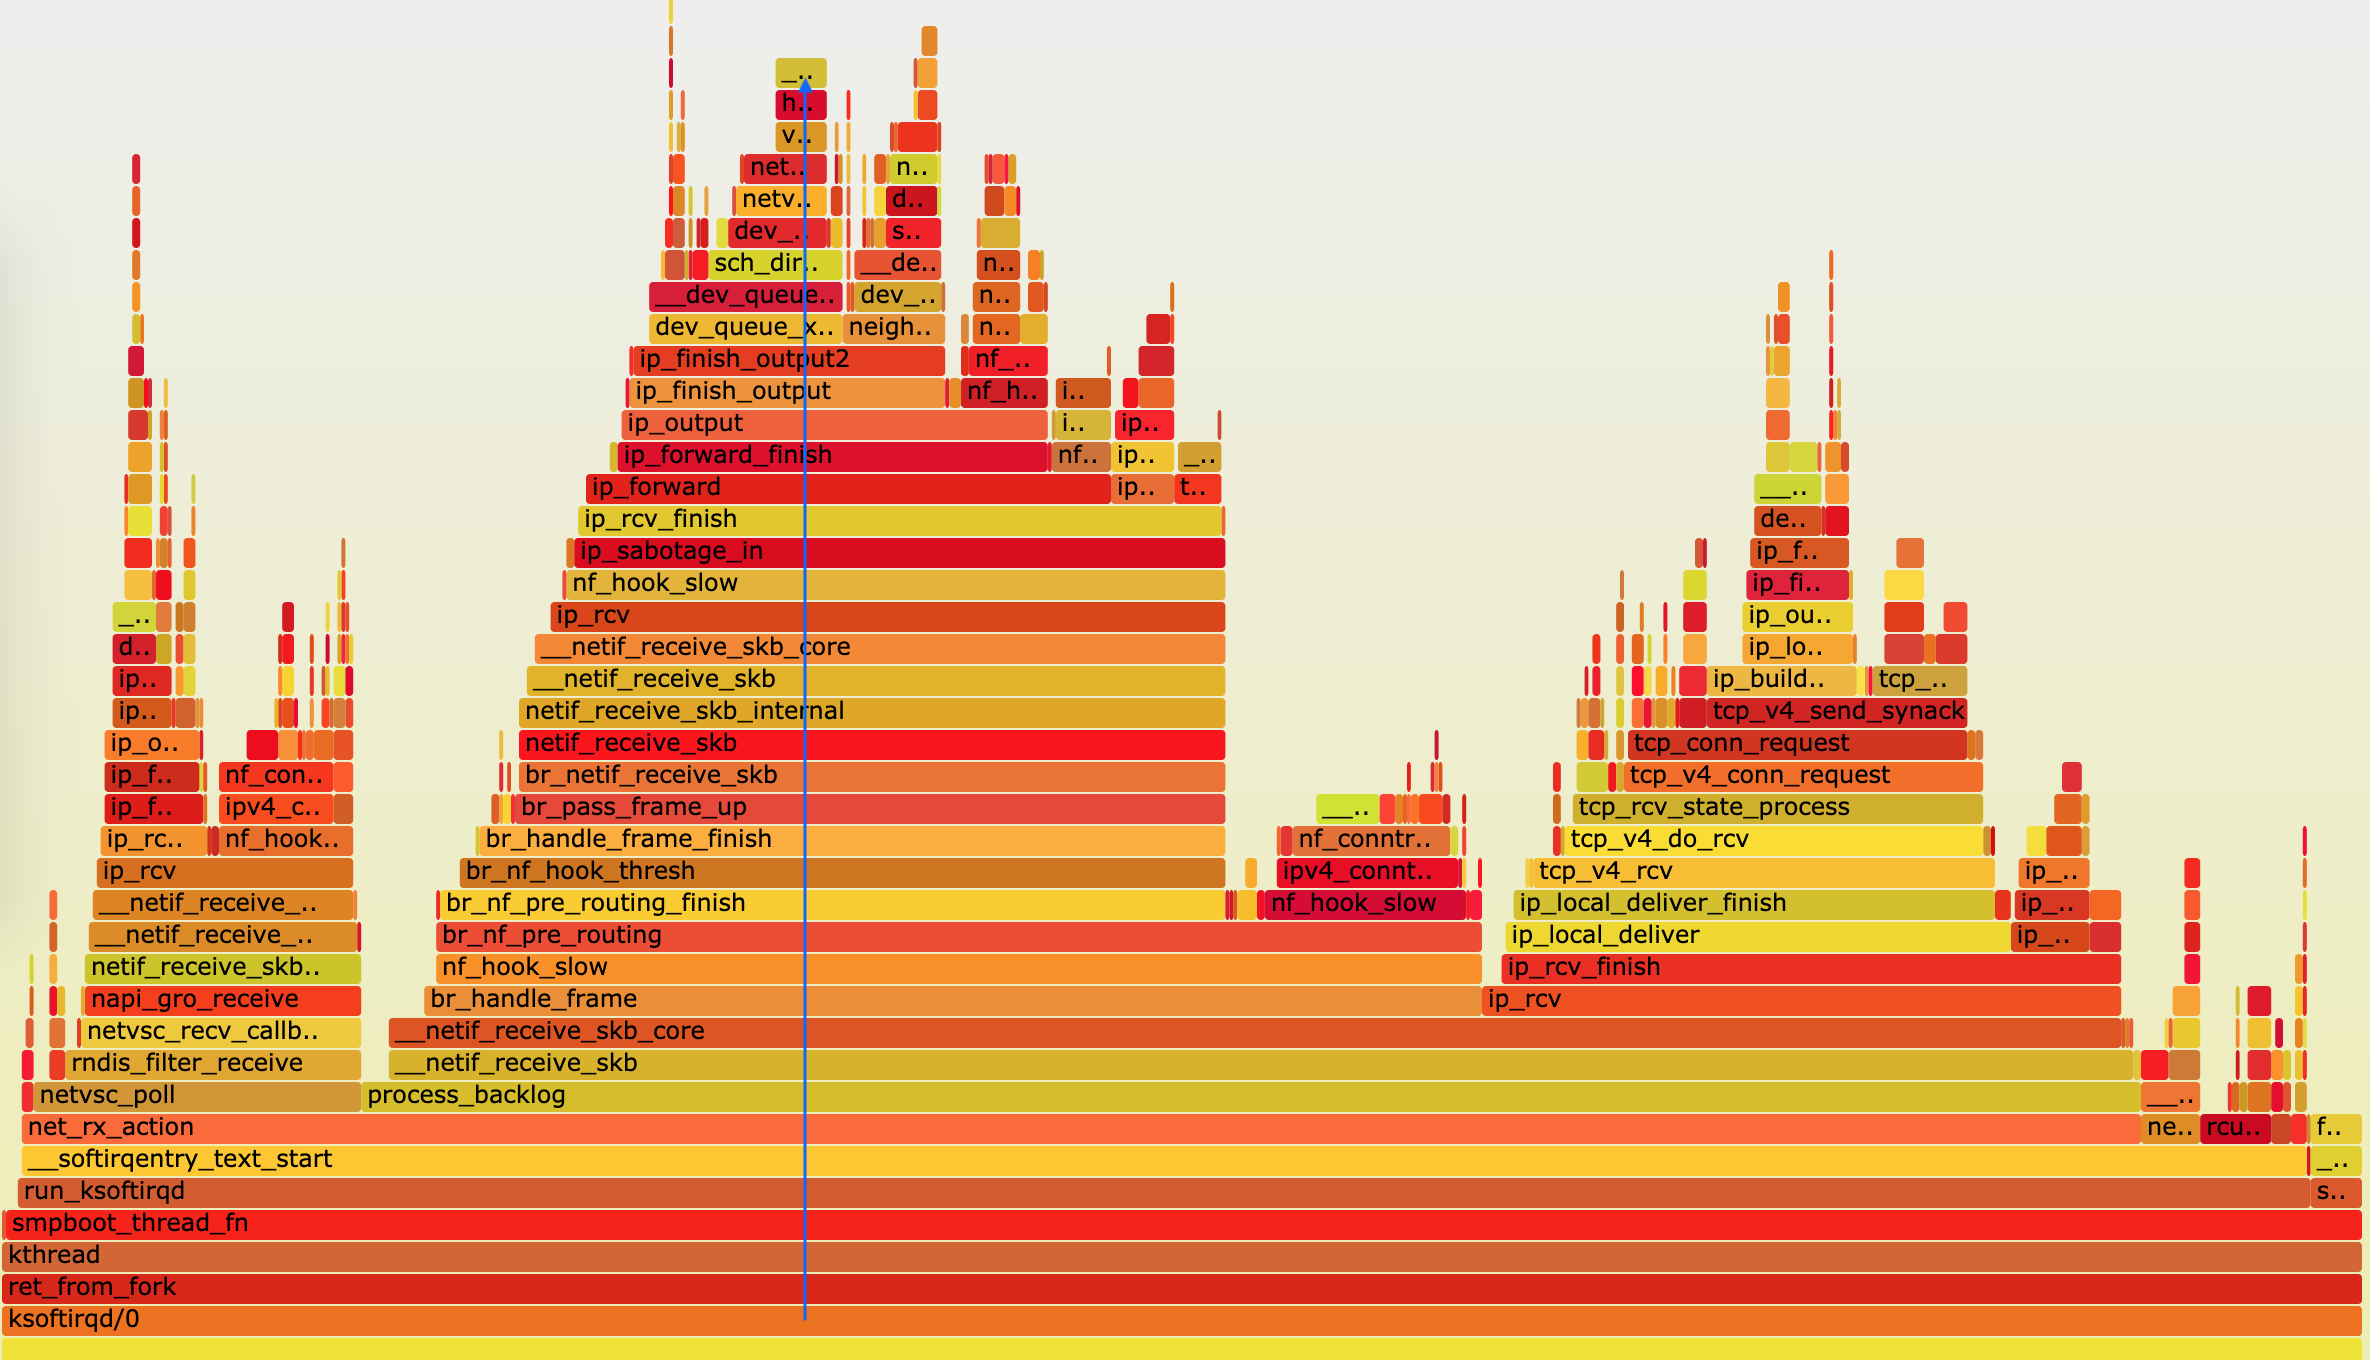 _.. 
h..
v..
net.. n..
netv.. d..
dev_.. s..
sch_dir.. __de.. n..
__dev_queue.. dev_.. n..
dev_queue_x.. neigh.. n..
ip_finish_output2 nf_..
ip_finish_output nf_h.. i..
ip_output i.. ip..
ip_forward_finish nf.. ip.. _..
ip_forward ip.. t.. __..
ip_rcv_finish de..
ip_sabotage_in ip_f..
nf_hook_slow ip_fi..
_.. ip_rcv ip_ou..
d.. __netif_receive_skb_core ip_lo..
ip.. __netif_receive_skb ip_build.. tcp_..
ip.. netif_receive_skb_internal tcp_v4_send_synack
ip_o.. netif_receive_skb tcp_conn_request
ip_f.. nf_con.. br_netif_receive_skb tcp_v4_conn_request
ip_f.. ipv4_c.. br_pass_frame_up __.. tcp_rcv_state_process
ip_rc.. nf_hook.. br_handle_frame_finish nf_conntr.. tcp_v4_do_rcv
ip_rcv br_nf_hook_thresh ipv4_connt.. tcp_v4_rcv ip_..
__netif_receive_.. br_nf_pre_routing_finish nf_hook_slow ip_local_deliver_finish ip_..
__netif_receive_.. br_nf_pre_routing ip_local_deliver ip_..
netif_receive_skb.. nf_hook_slow ip_rcv_finish
napi_gro_receive br_handle_frame ip_rcv
netvsc_recv_callb.. __netif_receive_skb_core
rndis_filter_receive __netif_receive_skb
netvsc_poll process_backlog __..
net_rx_action ne.. rcu.. f..
__softirqentry_text_start _..
run_ksoftirqd s..
smpboot_thread_fn
kthread
ret_from_fork
ksoftirqd/0